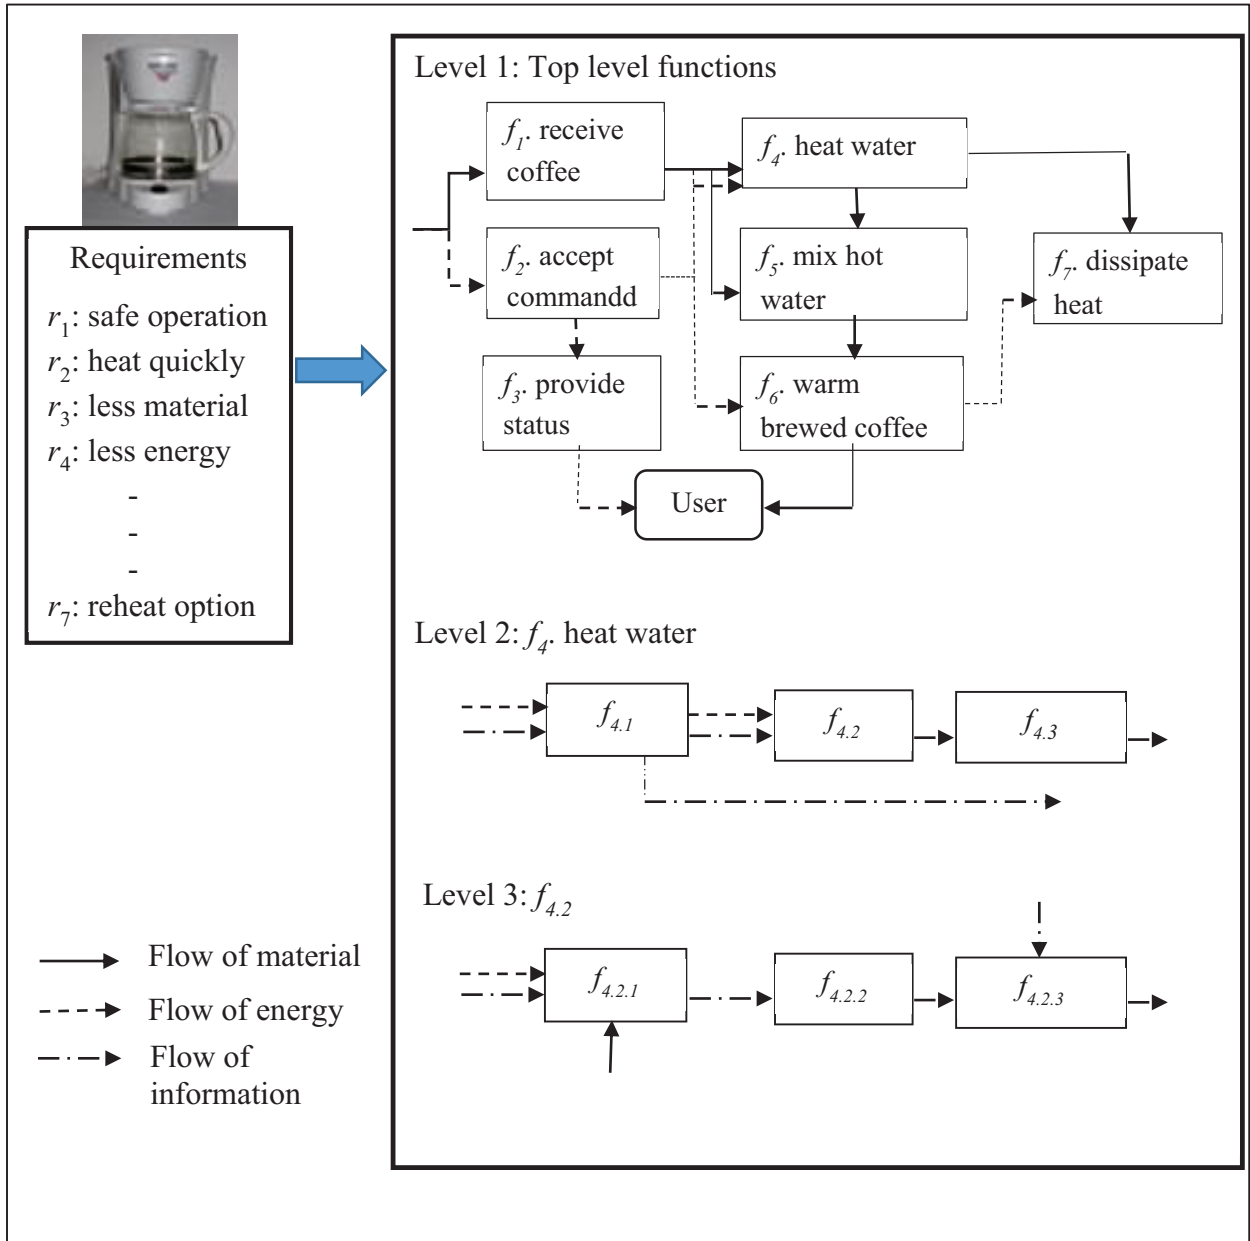 Requirements
r1: safe operation
r2: heat quickly
r3: less material
r4: less energy
-
-
-
r7: reheat option
Level 1: Top level functions
f1. receive
coffee
f2. accept
commandd
f3. provide
status
f4. heat water
f5. mix hot
water
f6. warm
brewed coffee
f7. dissipate
heat
User
Level 2: f4. heat water
f4.1
f4.2
f4.3
Level 3: f4.2
f4.2.1
f4.2.2
f4.2.3
Flow of material
Flow of energy
Flow of
information